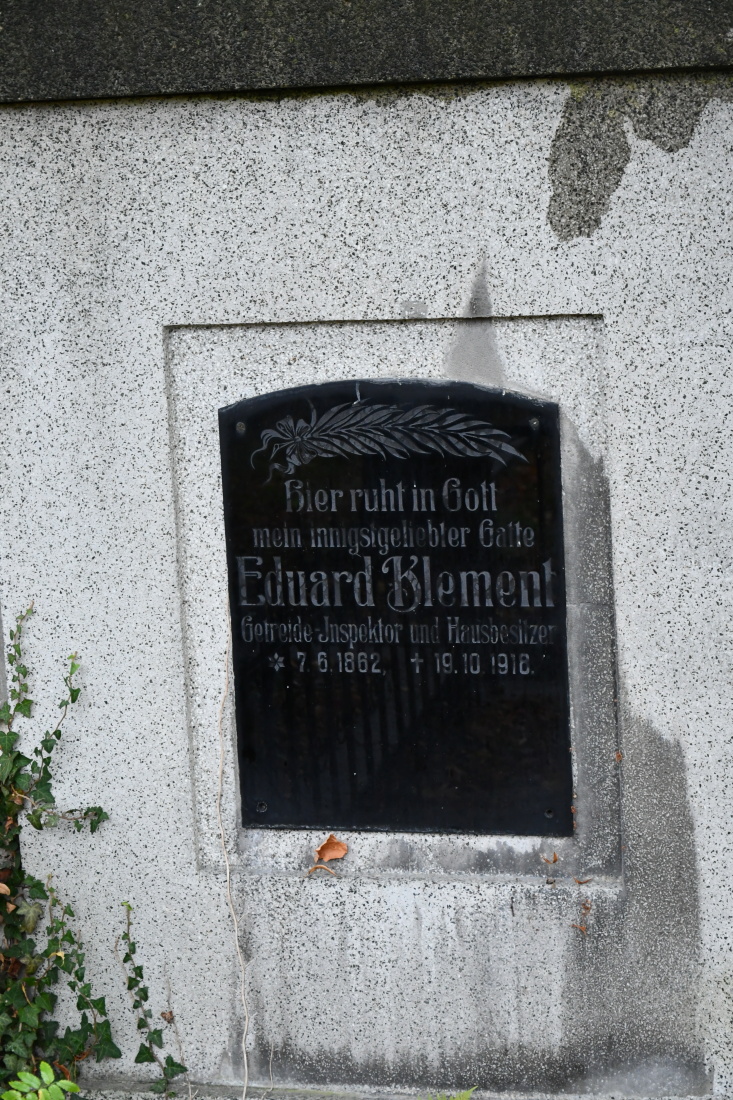 Hier ruht in Gott
mein innigstgeliebter Gatte
Eduard Klement
Getreide-Inspektor und Hausbesitzer
* 7. 6. 1862, † 19. 10. 1918.